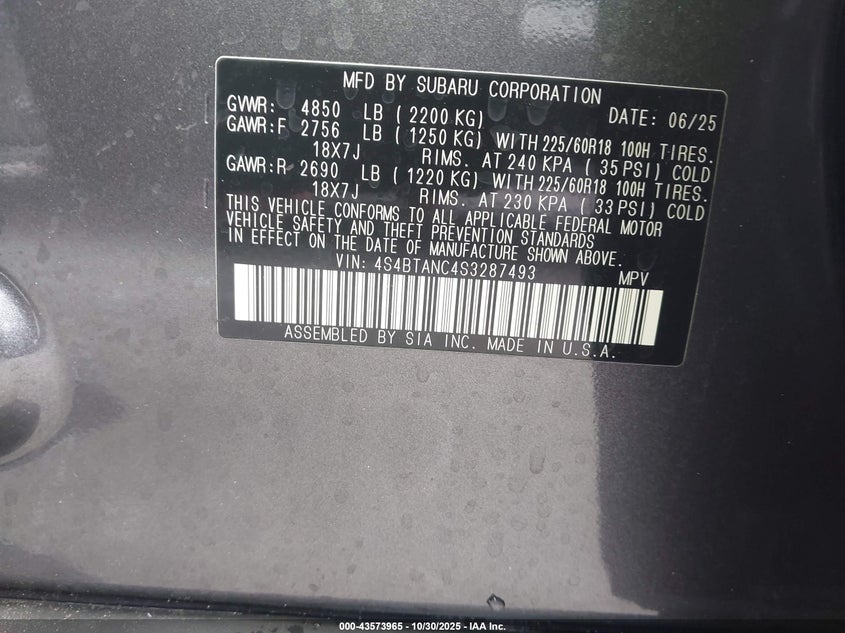 MFD BY SUBARU CORPORATION
GVWR: 4850 LB ( 2200 KG) DATE: 06/25
GAWR:F 2756 LB ( 1250 KG) WITH 225/60R18 100H TIRES.
18X7J RIMS. AT 240 KPA ( 35 PSI) COLD
GAWR:R 2690 LB ( 1220 KG) WITH 225/60R18 100H TIRES.
18X7J RIMS. AT 230 KPA ( 33 PSI) COLD
THIS VEHICLE CONFORMS TO ALL APPLICABLE FEDERAL MOTOR
VEHICLE SAFETY AND THEFT PREVENTION STANDARDS
IN EFFECT ON THE DATE OF MANUFACTURE SHOWN ABOVE.
VIN: 4S4BTANC4S3287493 MPV
ASSEMBLED BY SIA INC. MADE IN U.S.A.
000-43573965 - 10/30/2025 - IAA Inc.